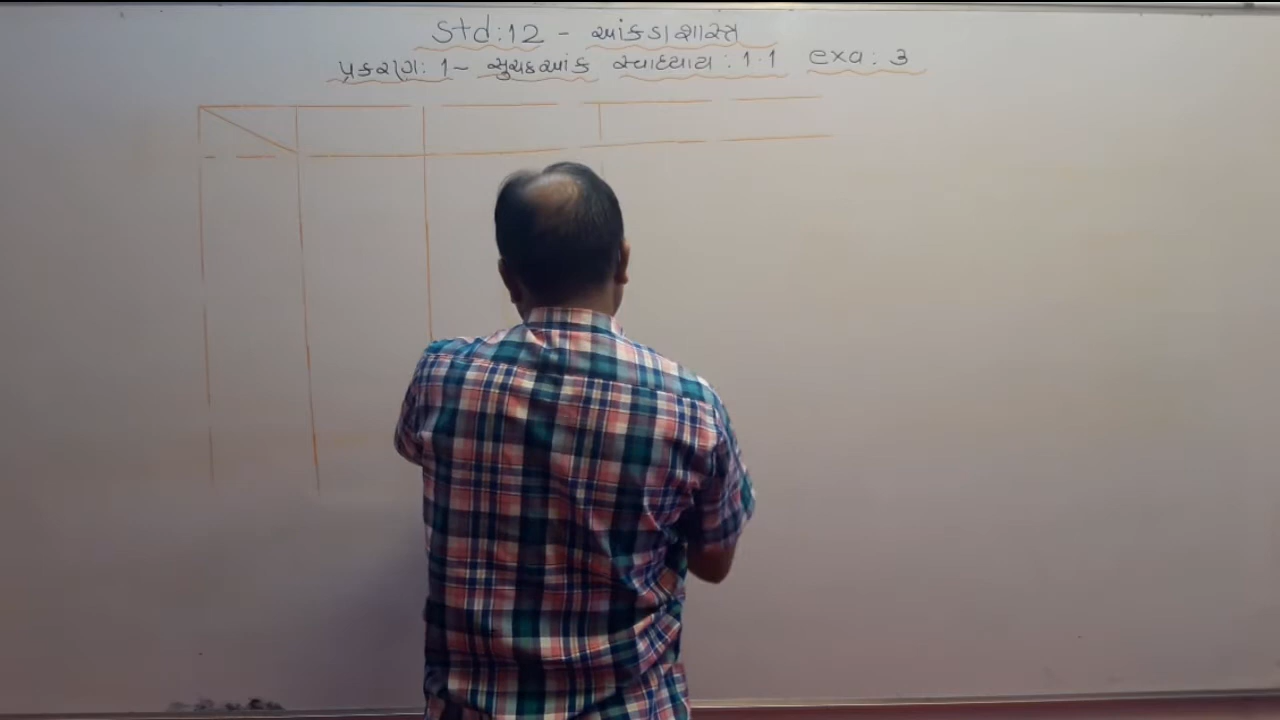 Std:12 - આંકડાશાસ્ત્ર
પ્રકરણ: 1 - સુચકઆંક સ્વાધ્યાય: 1.1 exa: 3